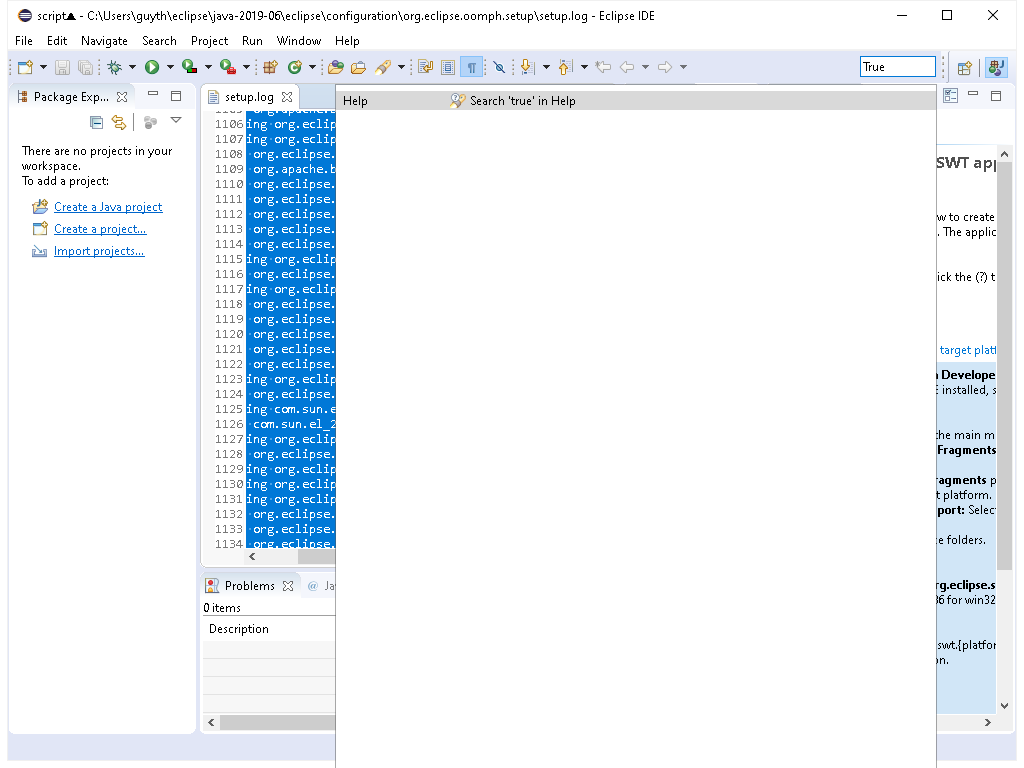 script▲ - C:\Users\guyth\eclipse\java-2019-06\eclipse\configuration\org.eclipse.oomph.setup\setup.log - Eclipse IDE
File Edit Navigate Search Project Run Window Help
True
Package Exp...
There are no projects in your
workspace.
To add a project:
Create a Java project
Create a project...
Import projects...
setup.log
1106 ing·org.eclip
1107 ing·org.eclip
1108 ·org.eclipse.
1109 ·org.apache.b
1110 ·org.eclipse.
1111 ·org.eclipse.
1112 ·org.eclipse.
1113 ·org.eclipse.
1114 ·org.eclipse.
1115 ing·org.eclip
1116 ·org.eclipse.
1117 ing·org.eclip
1118 ·org.eclipse.
1119 ·org.eclipse.
1120 ·org.eclipse.
1121 ·org.eclipse.
1122 ·org.eclipse.
1123 ing·org.eclip
1124 ·org.eclipse.
1125 ing·com.sun.e
1126 ·com.sun.el_2
1127 ing·org.eclip
1128 ·org.eclipse.
1129 ing·org.eclip
1130 ing·org.eclip
1131 ing·org.eclip
1132 ·org.eclipse.
1133 ·org.eclipse.
1134 ·org.eclipse.
Problems @ Ja
0 items
Description
Help Search 'true' in Help
SWT app
w to create
. The applic
ick the (?) t
target platf
Develope
installed, s
he main m
Fragments
ragments p
t platform.
port: Selec
e folders.
rg.eclipse.s
86 for win32
swt.{platfor
n.